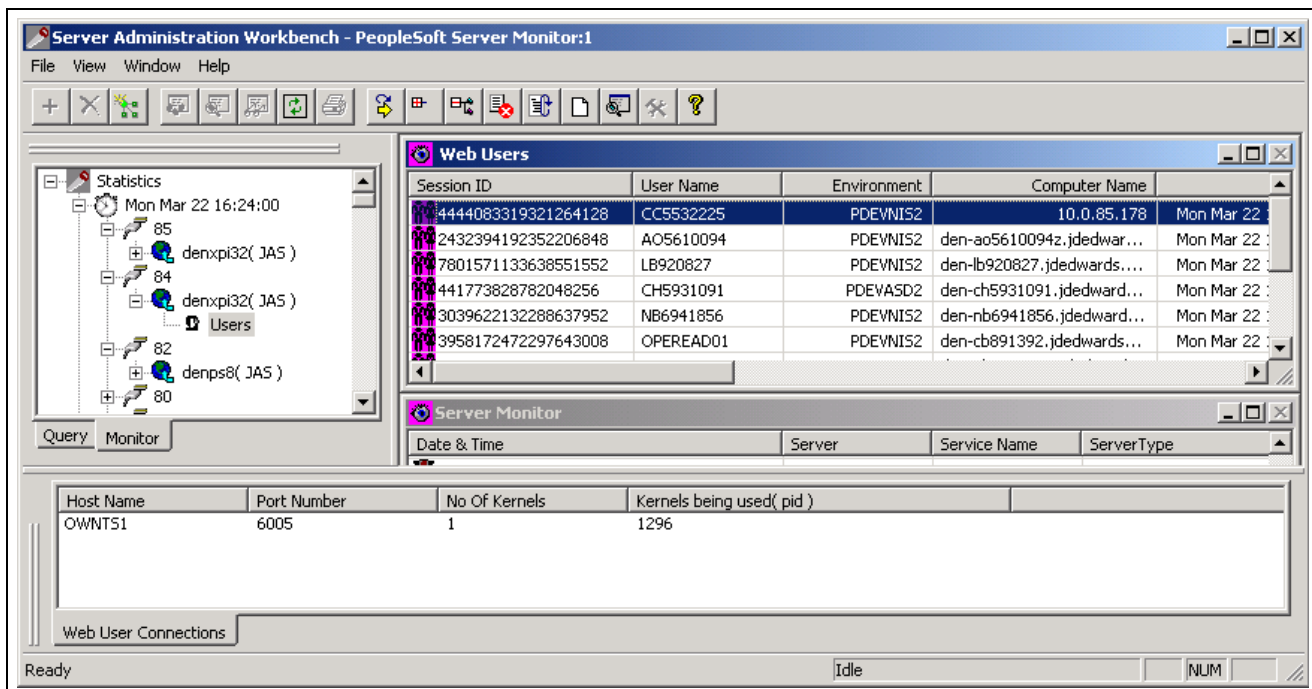 Server Administration Workbench - PeopleSoft Server Monitor:1
File View Window Help
Statistics
Mon Mar 22 16:24:00
85
denxpi32( JAS )
84
denxpi32( JAS )
Users
82
denps8( JAS )
80
Query Monitor
Web Users
Session ID User Name Environment Computer Name
4444083319321264128 CC5532225 PDEVNIS2 10.0.85.178 Mon Mar 22
2432394192352206848 AO5610094 PDEVNIS2 den-ao5610094z.jdedwar... Mon Mar 22
7801571133638551552 LB920827 PDEVNIS2 den-lb920827.jdedwards.... Mon Mar 22
441773828782048256 CH5931091 PDEVASD2 den-ch5931091.jdedward... Mon Mar 22
3039622132288637952 NB6941856 PDEVNIS2 den-nb6941856.jdedward... Mon Mar 22
3958172472297643008 OPEREAD01 PDEVNIS2 den-cb891392.jdedwards... Mon Mar 22
Server Monitor
Date & Time Server Service Name ServerType
Host Name Port Number No Of Kernels Kernels being used( pid )
OWNTS1 6005 1 1296
Web User Connections
Ready Idle NUM